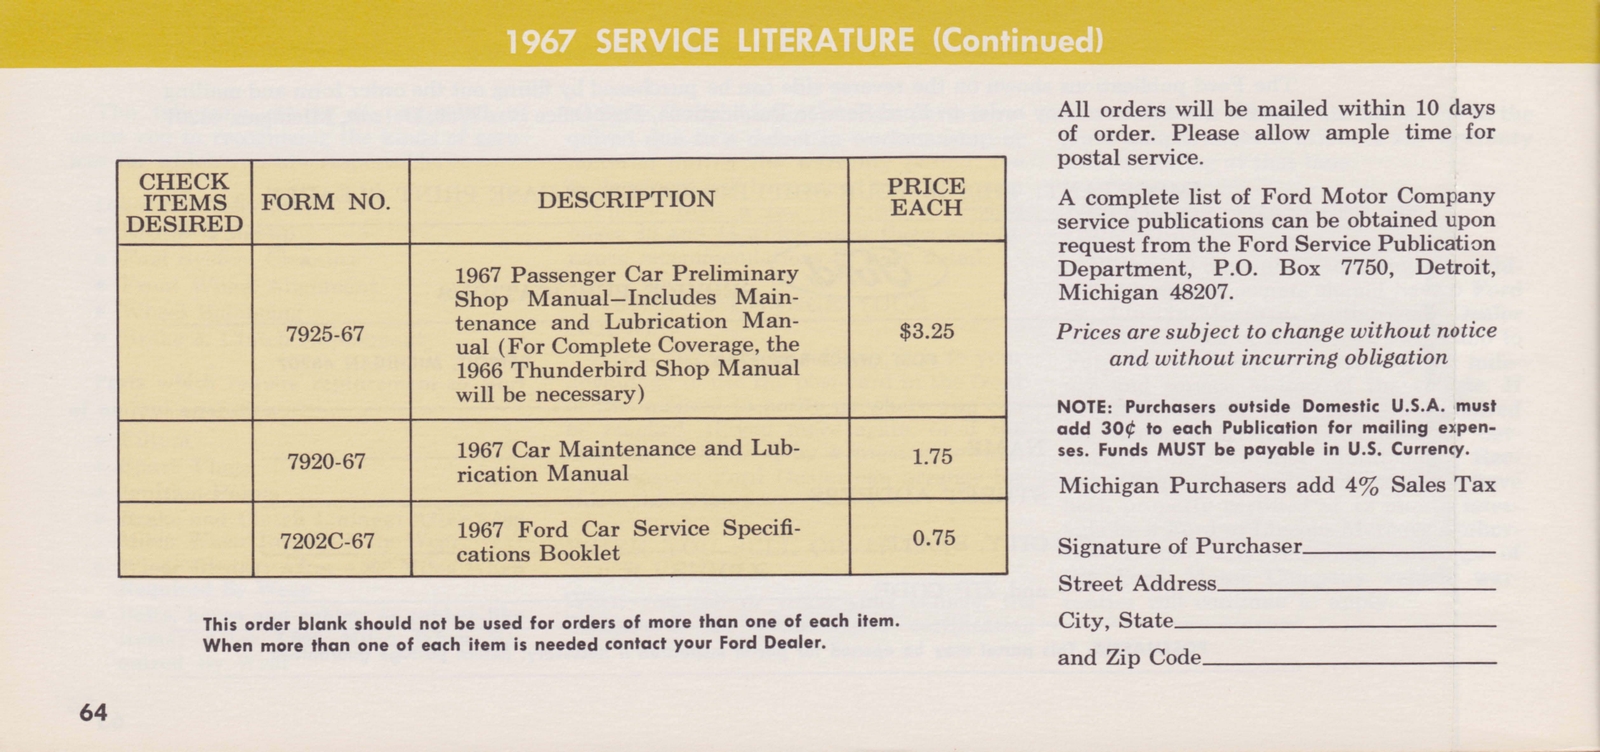 1967 SERVICE LITERATURE (Continued)
CHECK
ITEMS
DESIRED
FORM NO.
DESCRIPTION
PRICE
EACH
7925-67
1967 Passenger Car Preliminary
Shop Manual—Includes Main-
tenance and Lubrication Man-
ual (For Complete Coverage, the
1966 Thunderbird Shop Manual
will be necessary)
$3.25
7920-67
1967 Car Maintenance and Lub-
rication Manual
1.75
7202C-67
1967 Ford Car Service Specifi-
cations Booklet
0.75
This order blank should not be used for orders of more than one of each item.
When more than one of each item is needed contact your Ford Dealer.
64
All orders will be mailed within 10 days
of order. Please allow ample time for
postal service.
A complete list of Ford Motor Company
service publications can be obtained upon
request from the Ford Service Publication
Department, P.O. Box 7750, Detroit,
Michigan 48207.
Prices are subject to change without notice
and without incurring obligation
NOTE: Purchasers outside Domestic U.S.A. must
add 30¢ to each Publication for mailing expen-
ses. Funds MUST be payable in U.S. Currency.
Michigan Purchasers add 4% Sales Tax
Signature of Purchaser
Street Address
City, State
and Zip Code